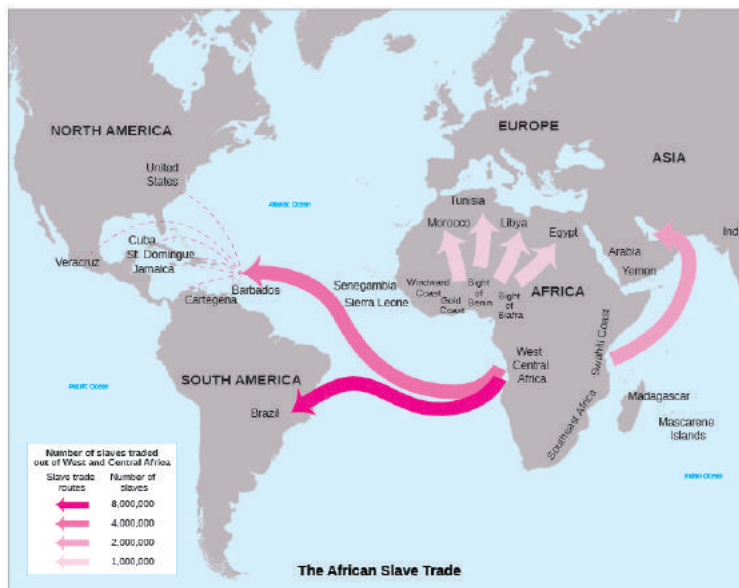 NORTH AMERICA
EUROPE
ASIA
United
States
Atlantic Ocean
Tunisia
Morocco
Libya
Egypt
Cuba
St. Domingue
Jamaica
Veracruz
Cartegena
Barbados
Senegambia
Sierra Leone
Windward
Coast
Gold
Coast
Bight
of
Benin
Bight
of
Biafra
AFRICA
Arabia
Yemen
Ind
West
Central
Africa
Swahili Coast
Southeast Africa
Madagascar
Mascarene
Islands
Pacific Ocean
SOUTH AMERICA
Brazil
Indian Ocean
Number of slaves traded
out of West and Central Africa
Slave trade
routes
Number of
slaves
8,000,000
4,000,000
2,000,000
1,000,000
The African Slave Trade